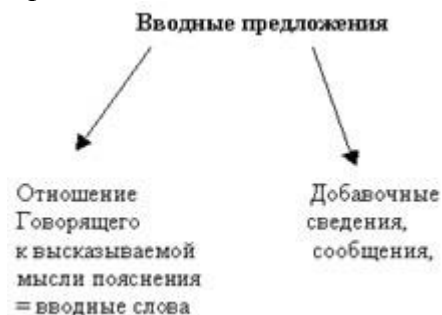 Вводные предложения
Отношение
Говорящего
к высказываемой
мысли пояснения
= вводные слова
Добавочные
сведения,
сообщения,